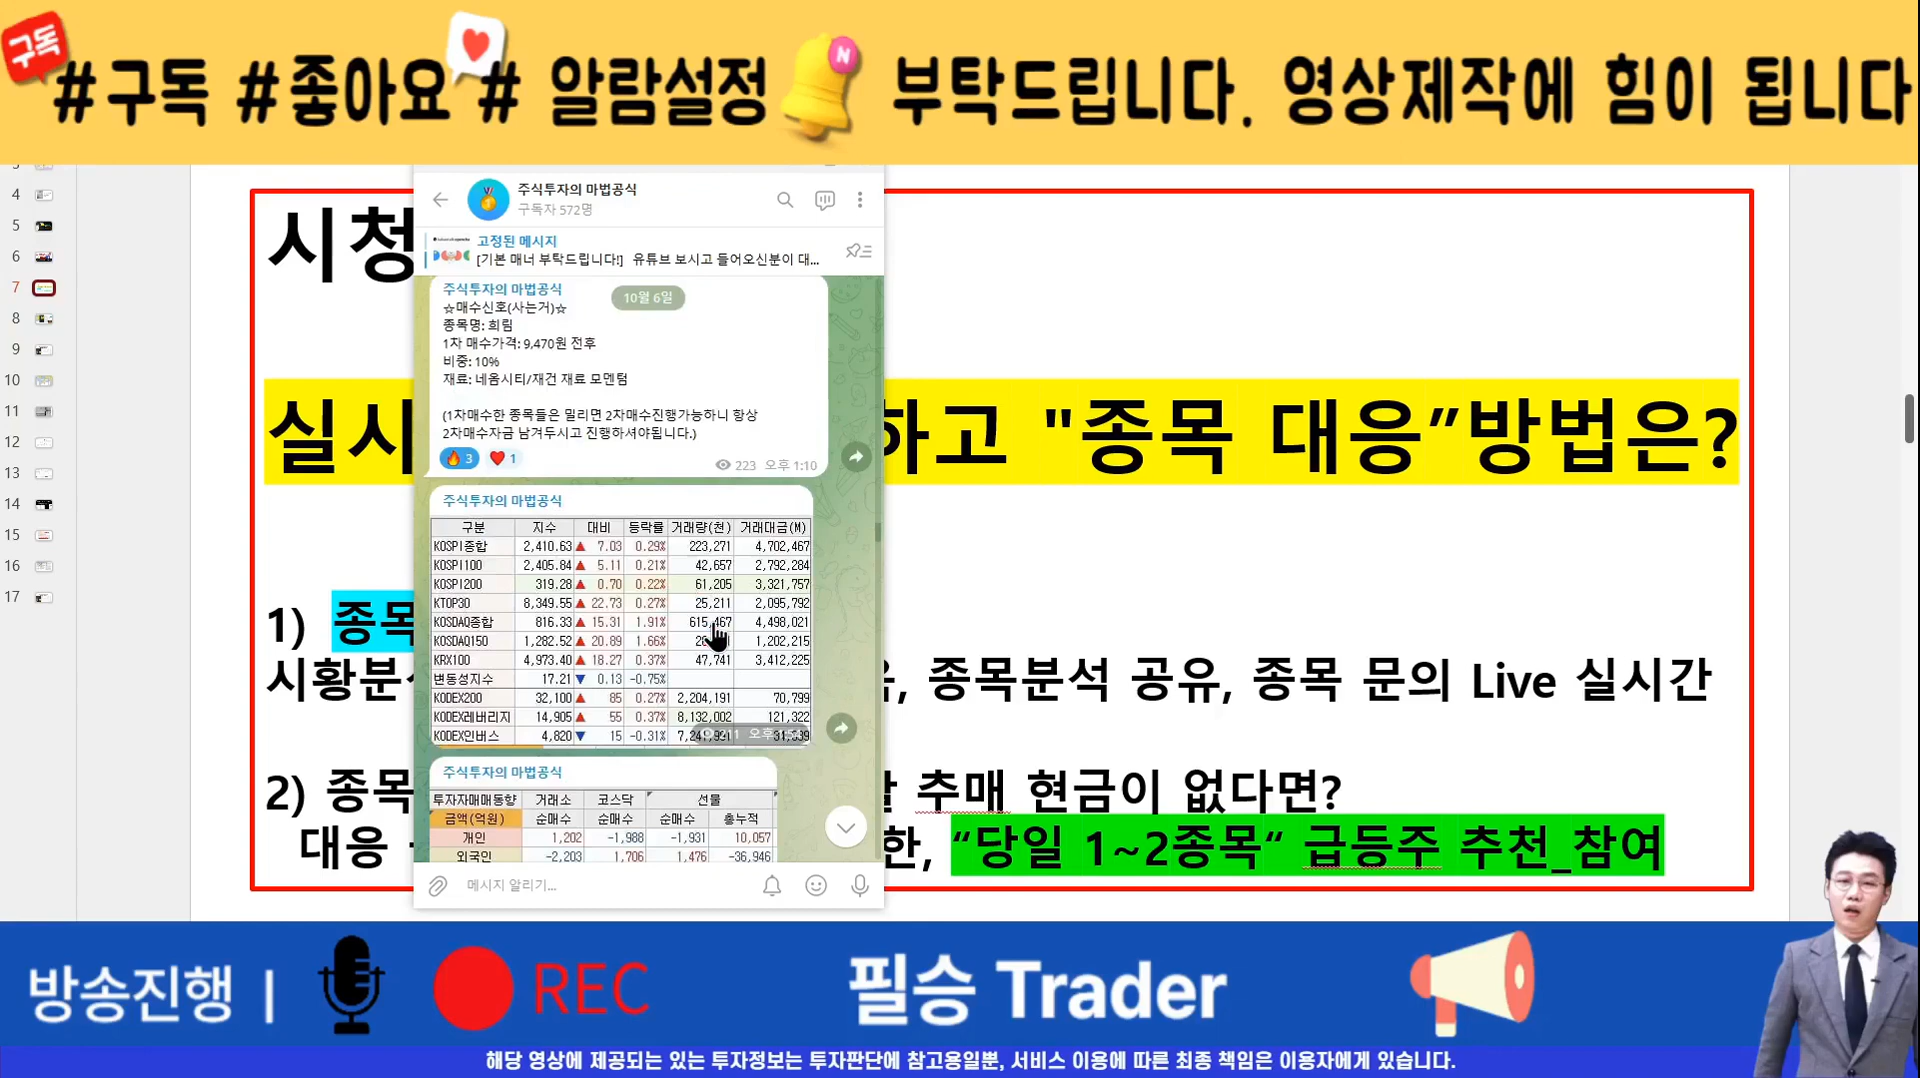 구독
N
#구독 #좋아요 # 알람설정 부탁드립니다. 영상제작에 힘이 됩니다
4
5
6
7
8
9
10
11
12
13
14
15
16
17
시청
실시
하고 "종목 대응”방법은?
1) 종목
시황분
, 종목분석 공유, 종목 문의 Live 실시간
2) 종목
추매 현금이 없다면?
대응
한, “당일 1~2종목“ 급등주 추천_참여
주식투자의 마법공식
구독자 572명
고정된 메시지
[기본 매너 부탁드립니다!] 유튜브 보시고 들어오신분이 대...
10월 6일
주식투자의 마법공식
☆매수신호(사는거)☆
종목명: 희림
1차 매수가격: 9,470원 전후
비중: 10%
재료: 네옴시티/재건 재료 모멘텀
(1차매수한 종목들은 밀리면 2차매수진행가능하니 항상
2차매수자금 남겨두시고 진행하셔야됩니다.)
3 1
223 오후 1:10
주식투자의 마법공식
구분 지수 대비 등락률 거래량(천) 거래대금(M)
KOSPI종합 2,410.63 ▲ 7.03 0.29% 223,271 4,702,467
KOSPI100 2,405.84 ▲ 5.11 0.21% 42,657 2,792,284
KOSPI200 319.28 ▲ 0.70 0.22% 61,205 3,321,757
KTOP30 8,349.55 ▲ 22.73 0.27% 25,211 2,095,792
KOSDAQ종합 816.33 ▲ 15.31 1.91% 615,467 4,498,021
KOSDAQ150 1,282.52 ▲ 20.89 1.66% 1,202,215
KRX100 4,973.40 ▲ 18.27 0.37% 47,741 3,412,225
변동성지수 17.21 ▼ 0.13 -0.75%
KODEX200 32,100 ▲ 85 0.27% 2,204,191 70,799
KODEX레버리지 14,905 ▲ 55 0.37% 8,132,002 121,322
KODEX인버스 4,820 ▼ 15 -0.31%
주식투자의 마법공식
투자자매매동향 거래소 코스닥 선물
금액(억원) 순매수 순매수 순매수 총누적
개인 1,202 -1,988 -1,931 10,057
외국인 -2,203 1,706 1,476 -36,946
메시지 알리기...
방송진행 | REC 필승 Trader
해당 영상에 제공되는 있는 투자정보는 투자판단에 참고용일뿐, 서비스 이용에 따른 최종 책임은 이용자에게 있습니다.